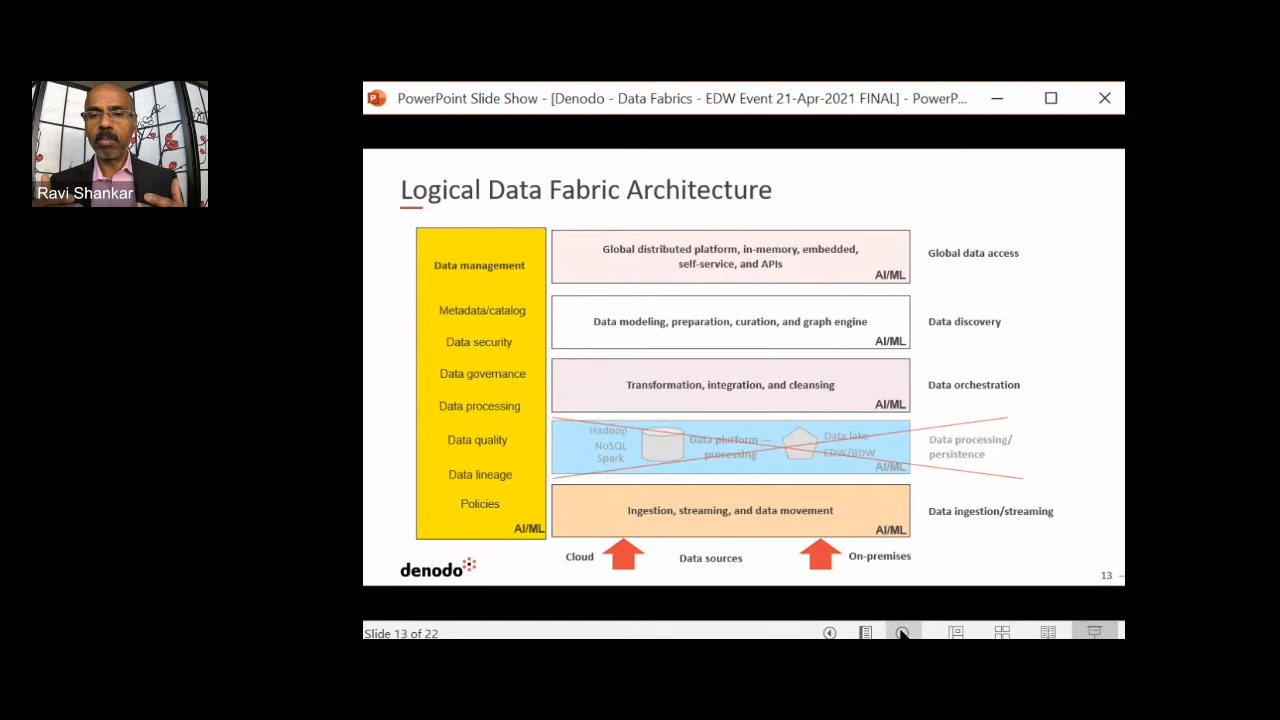 Ravi Shankar
PowerPoint Slide Show - [Denodo - Data Fabrics - EDW Event 21-Apr-2021 FINAL] - PowerP...
Logical Data Fabric Architecture
Data management
Metadata/catalog
Data security
Data governance
Data processing
Data quality
Data lineage
Policies
AI/ML
Global distributed platform, in-memory, embedded,
self-service, and APIs
AI/ML
Global data access
Data modeling, preparation, curation, and graph engine
AI/ML
Data discovery
Transformation, integration, and cleansing
AI/ML
Data orchestration
Hadoop
NoSQL
Spark
Data platform —
processing
Data lake
EDW/BDW
AI/ML
Data processing/
persistence
Ingestion, streaming, and data movement
AI/ML
Data ingestion/streaming
Cloud
Data sources
On-premises
denodo
13
Slide 13 of 22